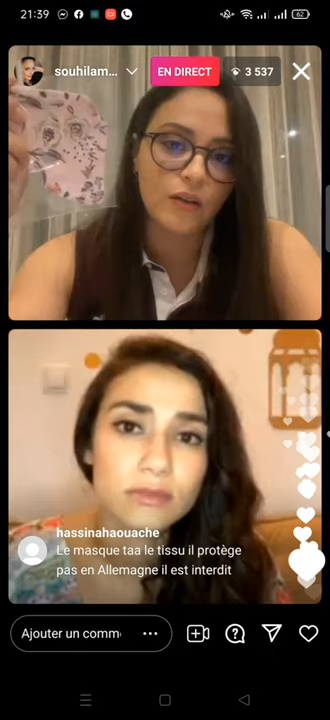 21:39
62
souhilam...
EN DIRECT
3 537
hassinahaouache
Le masque taa le tissu il protège
pas en Allemagne il est interdit
Ajouter un comm